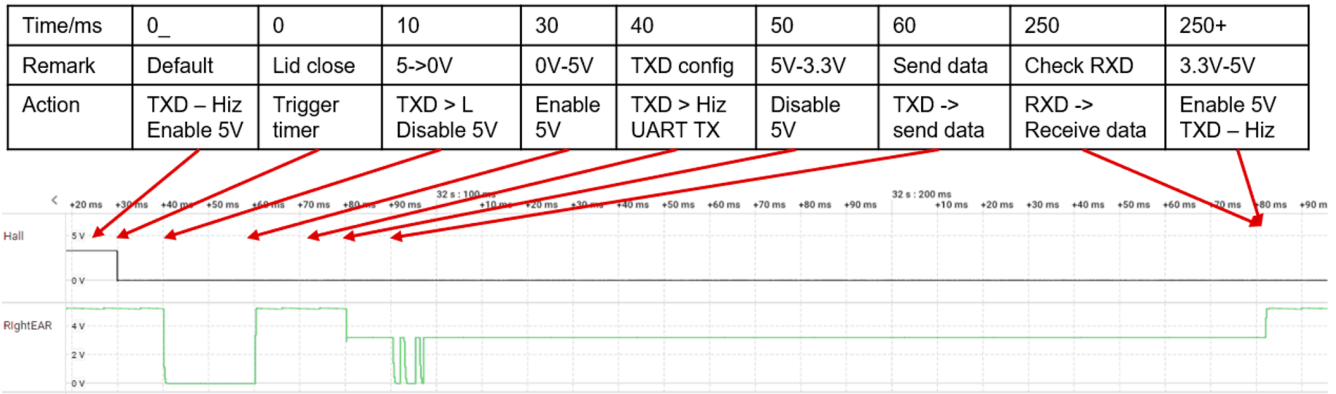 Time/ms 0_ 0 10 30 40 50 60 250 250+
Remark Default Lid close 5->0V 0V-5V TXD config 5V-3.3V Send data Check RXD 3.3V-5V
Action TXD – Hiz Trigger TXD > L Enable TXD > Hiz Disable TXD -> RXD -> Enable 5V
Enable 5V timer Disable 5V 5V UART TX 5V send data Receive data TXD – Hiz
32 s : 100 ms 32 s : 200 ms
< +20 ms +30 ms +40 ms +50 ms +60 ms +70 ms +80 ms +90 ms +10 ms +20 ms +30 ms +40 ms +50 ms +60 ms +70 ms +80 ms +90 ms +10 ms +20 ms +30 ms +40 ms +50 ms +60 ms +70 ms +80 ms +90 m
Hall 5 V
0 V
RIghtEAR 4 V
2 V
0 V